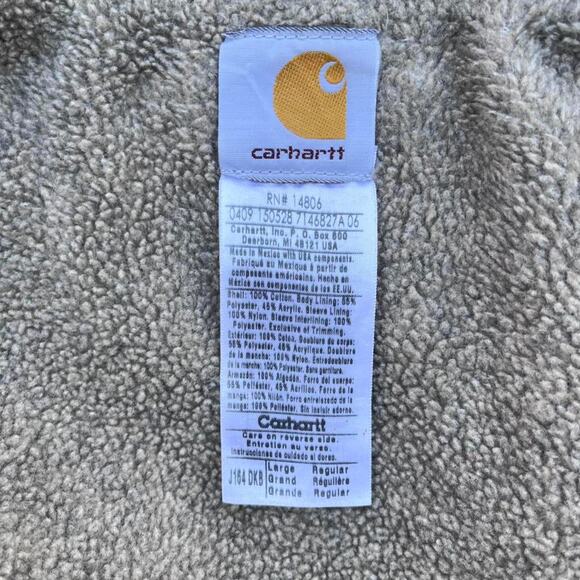 carhartt
RN# 14806
0409 150528 7146827A 06
Carhartt, Inc. P. O. Box 600
Dearborn, MI 48121 USA
Made in Mexico with USA components.
Fabriqué au Mexique à partir de
composants américains. Hecho en
México con componentes de los EE.UU.
Shell: 100% Cotton. Body Lining: 55%
Polyester, 45% Acrylic. Sleeve Lining:
100% Nylon. Sleeve Interlining: 100%
Polyester. Exclusive of Trimming.
Extérieur: 100% Coton. Doublure du corps:
55% Polyester, 45% Acrylique. Doublure
de la manche: 100% Nylon. Entredoublure
de la manche: 100% Polyester. Sans garniture.
Armazón: 100% Algodón. Forro del cuerpo:
55% Poliéster, 45% Acrílico. Forro de la
manga: 100% Nilón. Forro entrelazado de la
manga: 100% Poliéster. Sin incluir adorno.
Carhartt
Care on reverse side.
Entretien au verso.
Instrucciones de cuidado al dorso.
J164 DKB
Large Regular
Grand Régulière
Grande Regular